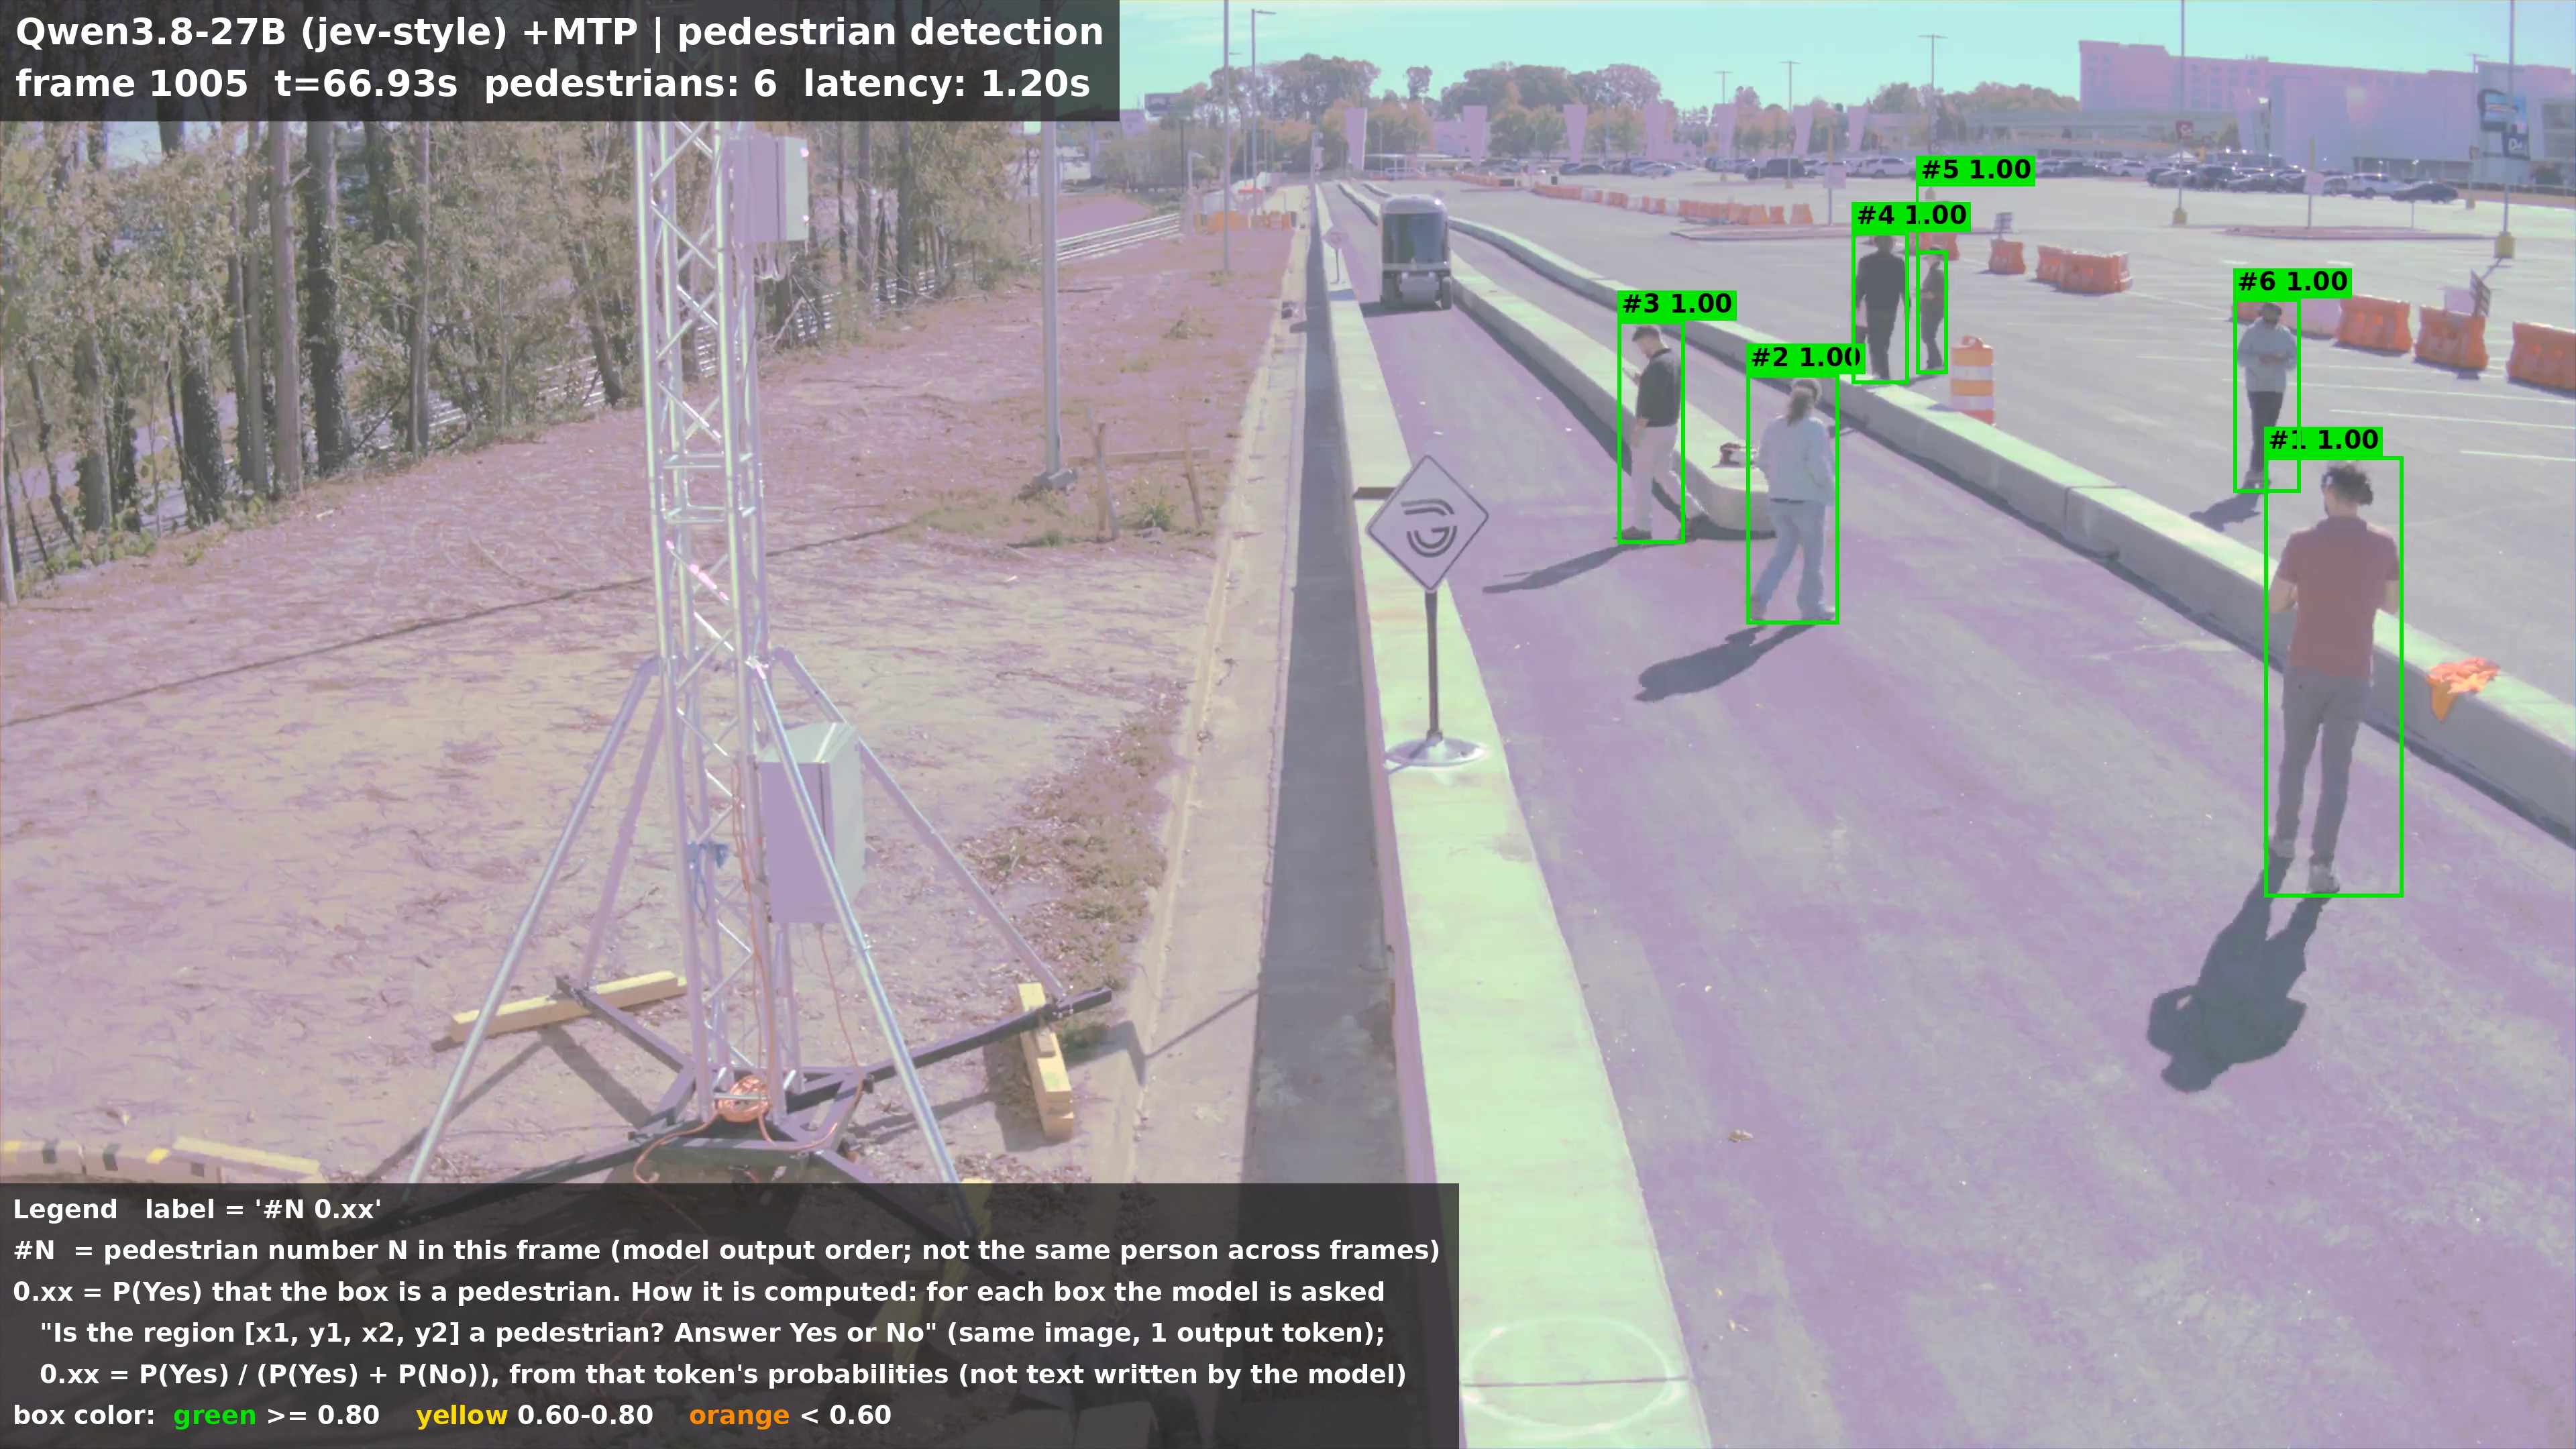 Qwen3.8-27B (jev-style) +MTP | pedestrian detection
frame 1005  t=66.93s  pedestrians: 6  latency: 1.20s
#5 1.00
#4 1.00
#6 1.00
#3 1.00
#2 1.00
#1 1.00
Legend   label = '#N 0.xx'
#N  = pedestrian number N in this frame (model output order; not the same person across frames)
0.xx = P(Yes) that the box is a pedestrian. How it is computed: for each box the model is asked
"Is the region [x1, y1, x2, y2] a pedestrian? Answer Yes or No" (same image, 1 output token);
0.xx = P(Yes) / (P(Yes) + P(No)), from that token's probabilities (not text written by the model)
box color:  green >= 0.80    yellow 0.60-0.80    orange < 0.60